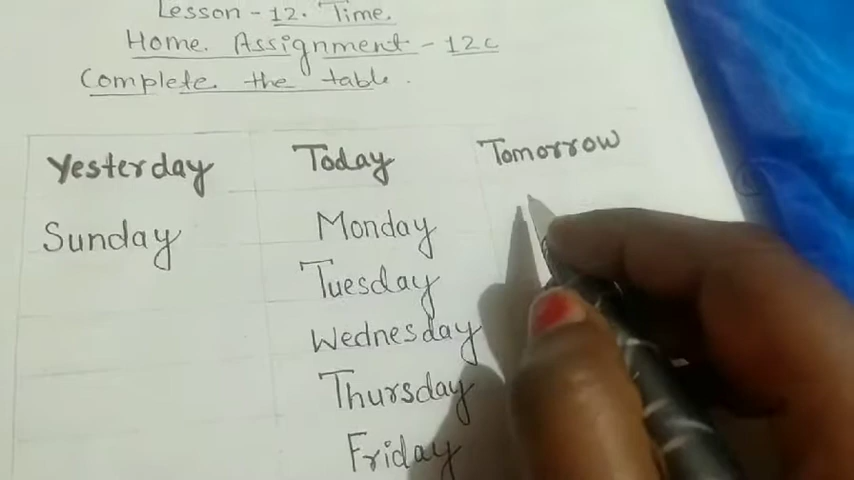 Lesson - 12. Time.
Home. Assignment - 12c
Complete the table.
Yesterday Today Tomorrow
Sunday Monday
Tuesday
Wednesday
Thursday
Friday